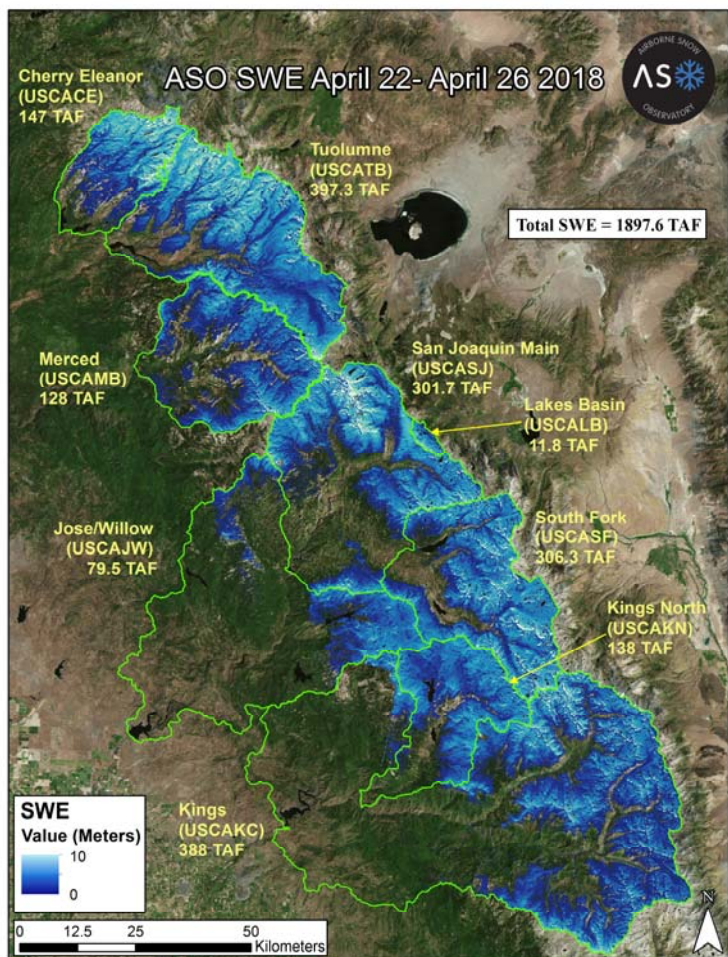 ASO SWE April 22- April 26 2018
AIRBORNE SNOW
ASO
OBSERVATORY
Cherry Eleanor
(USCACE)
147 TAF
Tuolumne
(USCATB)
397.3 TAF
Total SWE = 1897.6 TAF
Merced
(USCAMB)
128 TAF
San Joaquin Main
(USCASJ)
301.7 TAF
Lakes Basin
(USCALB)
11.8 TAF
Jose/Willow
(USCAJW)
79.5 TAF
South Fork
(USCASF)
306.3 TAF
Kings North
(USCAKN)
138 TAF
Kings
(USCAKC)
388 TAF
SWE
Value (Meters)
10
0
0 12.5 25 50
Kilometers
N